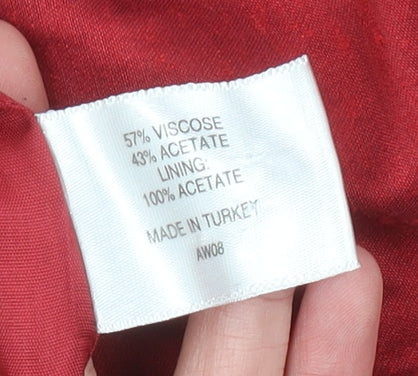 57% VISCOSE
43% ACETATE
LINING:
100% ACETATE
MADE IN TURKEY
AW08